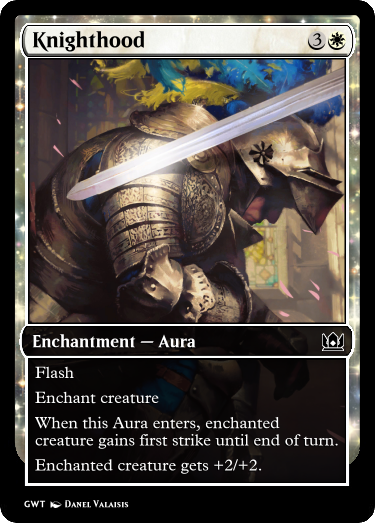 Knighthood 3
Enchantment — Aura
Flash
Enchant creature
When this Aura enters, enchanted
creature gains first strike until end of turn.
Enchanted creature gets +2/+2.
GWT DANEL VALAISIS